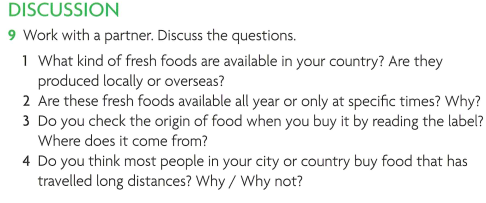 DISCUSSION
9 Work with a partner. Discuss the questions.
1 What kind of fresh foods are available in your country? Are they
produced locally or overseas?
2 Are these fresh foods available all year or only at specific times? Why?
3 Do you check the origin of food when you buy it by reading the label?
Where does it come from?
4 Do you think most people in your city or country buy food that has
travelled long distances? Why / Why not?